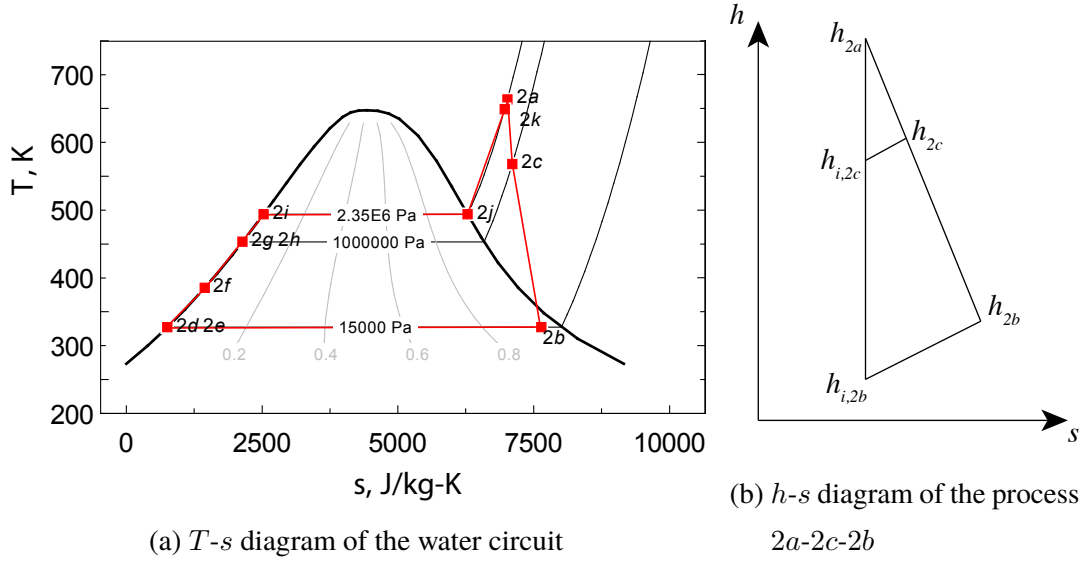 T, K
700
600
500
400
300
200
2a
2k
2c
2i
2.35E6 Pa
2j
2g 2h
1000000 Pa
2f
2d 2e
15000 Pa
2b
0.2
0.4
0.6
0.8
0
2500
5000
7500
10000
s, J/kg-K
(a) T-s diagram of the water circuit
h
h2a
h2c
hi,2c
h2b
hi,2b
s
(b) h-s diagram of the process
2a-2c-2b